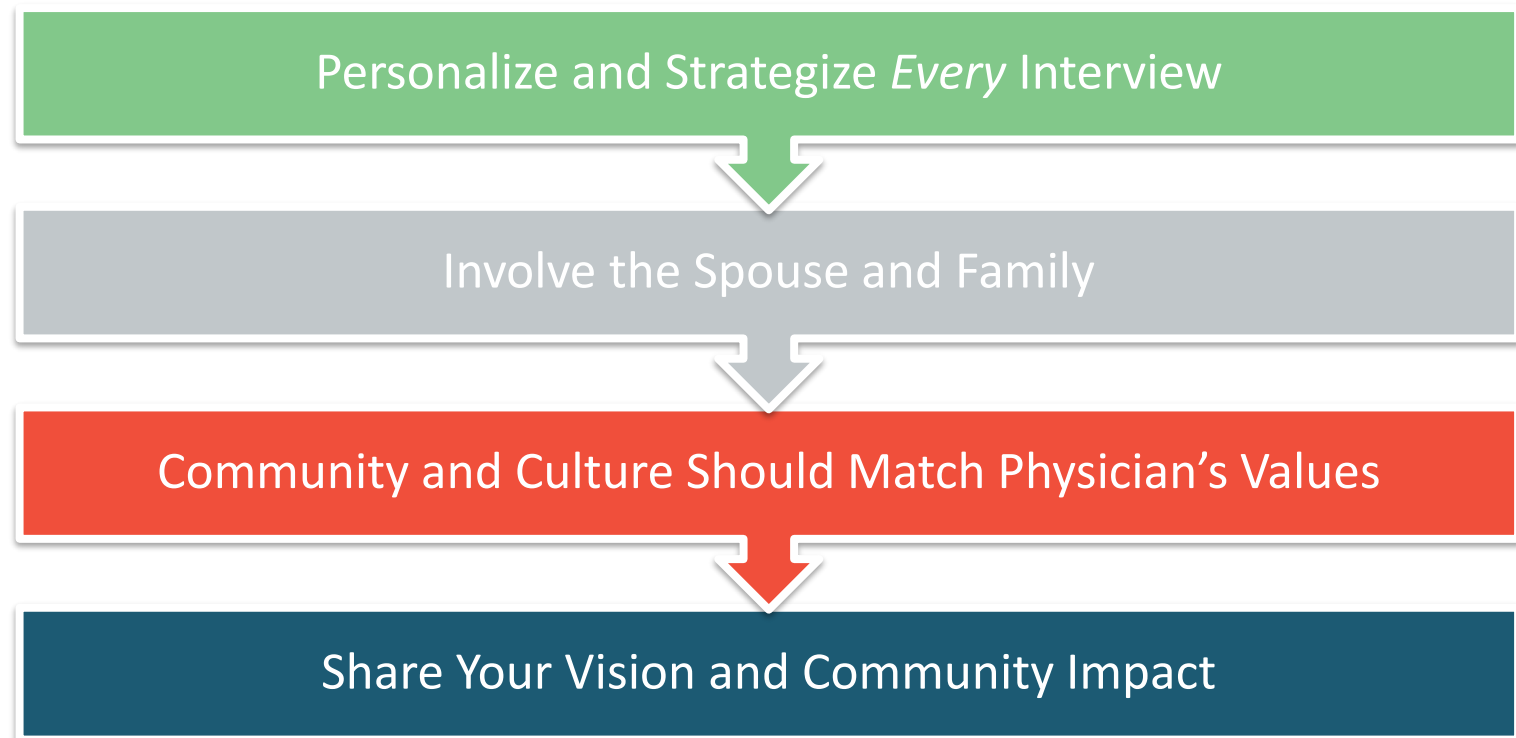 Personalize and Strategize Every Interview
Involve the Spouse and Family
Community and Culture Should Match Physician’s Values
Share Your Vision and Community Impact